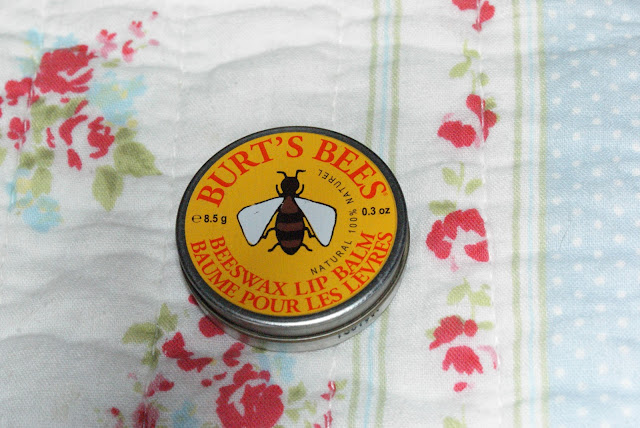 BURT'S BEES®
NATURAL 100% NATUREL
℮ 8.5 g
0.3 oz
BEESWAX LIP BALM
BAUME POUR LES LÈVRES